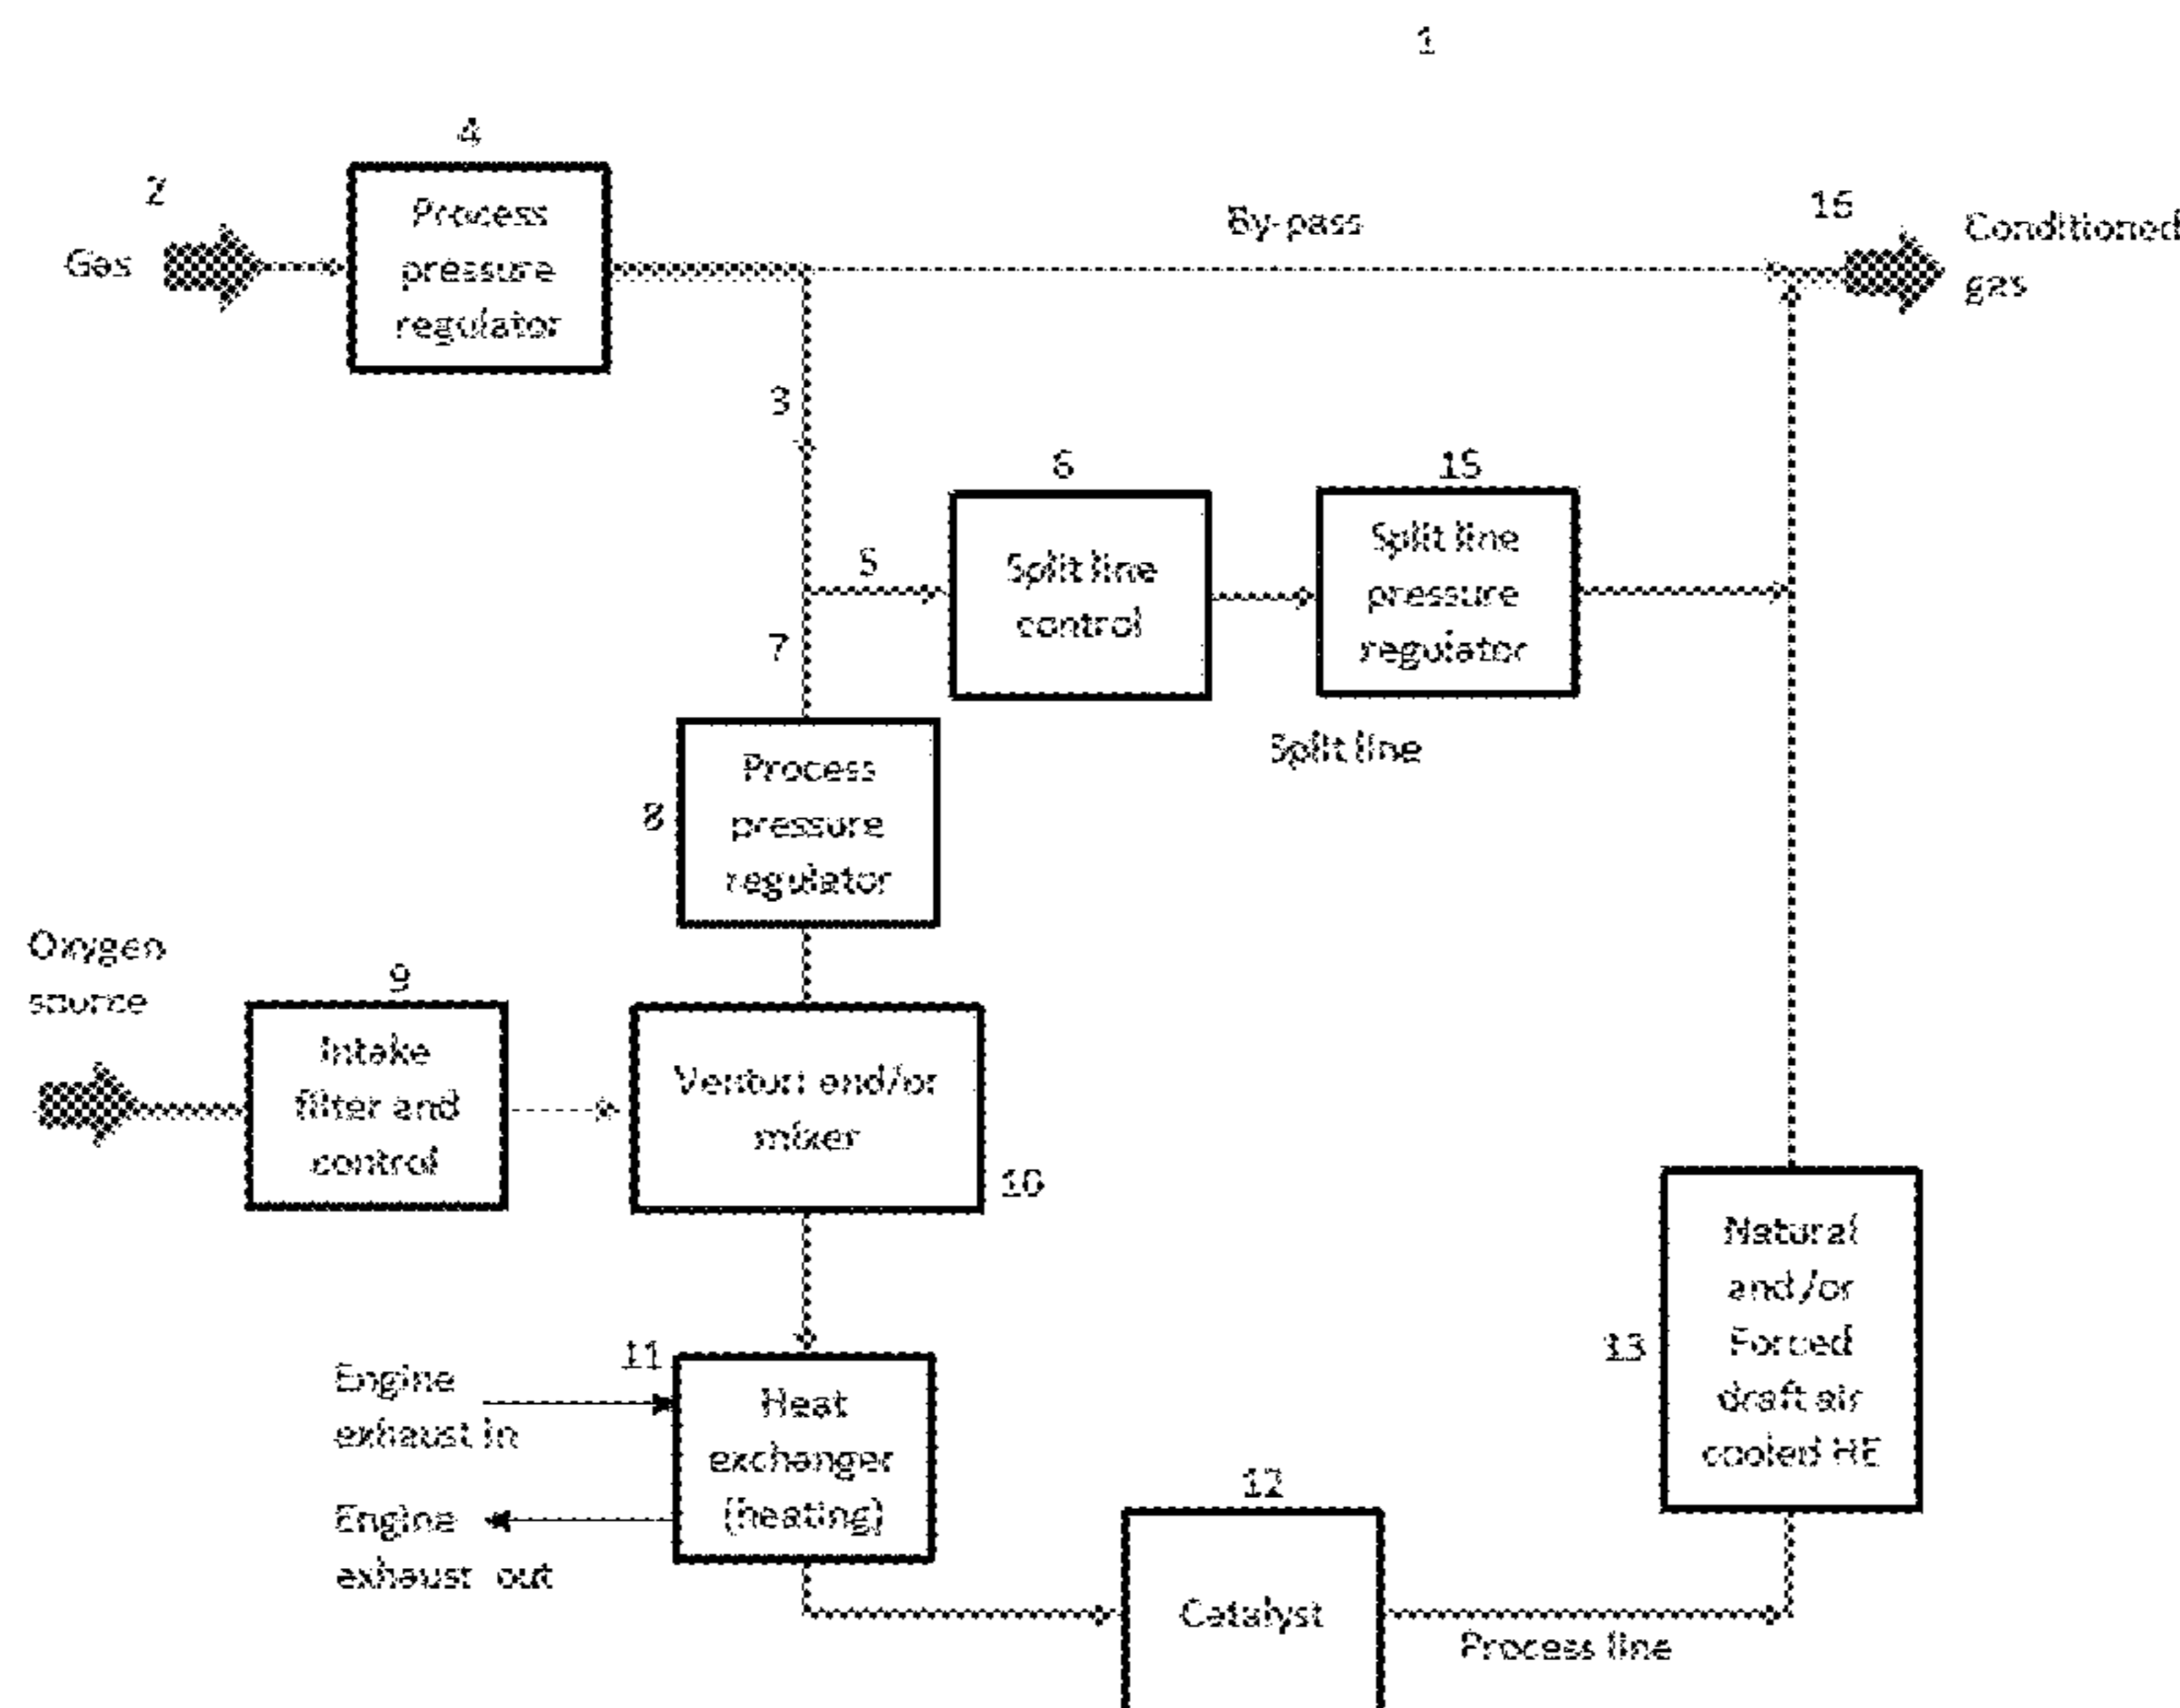 1
4
2
Gas
Process
pressure
regulator
By-pass
16
Conditioned
gas
3
5
6
Split line
control
15
Split line
pressure
regulator
Split line
7
8
Process
pressure
regulator
Oxygen
source
9
Intake
filter and
control
Venturi and/or
mixer
10
11
Engine
exhaust in
Engine
exhaust out
Heat
exchanger
(heating)
12
Catalyst
Process line
13
Natural
and/or
Forced
draft air
cooled HE